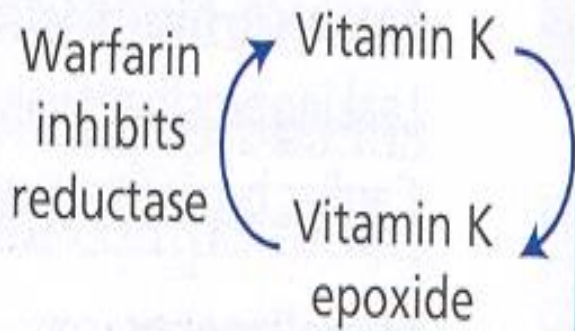 Warfarin
inhibits
reductase
Vitamin K
Vitamin K
epoxide